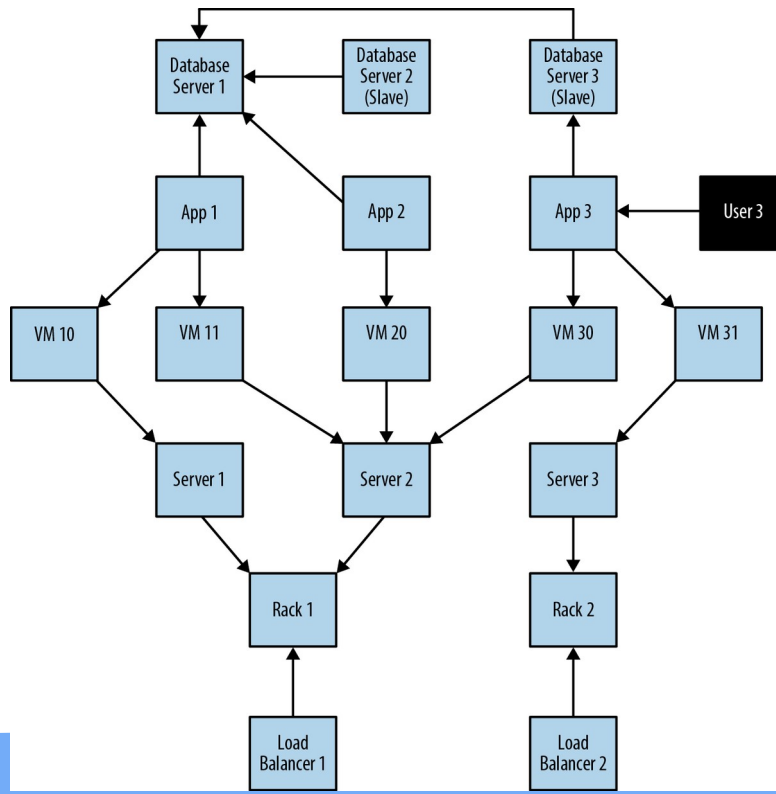 Database
Server 1
Database
Server 2
(Slave)
Database
Server 3
(Slave)
App 1
App 2
App 3
User 3
VM 10
VM 11
VM 20
VM 30
VM 31
Server 1
Server 2
Server 3
Rack 1
Rack 2
Load
Balancer 1
Load
Balancer 2